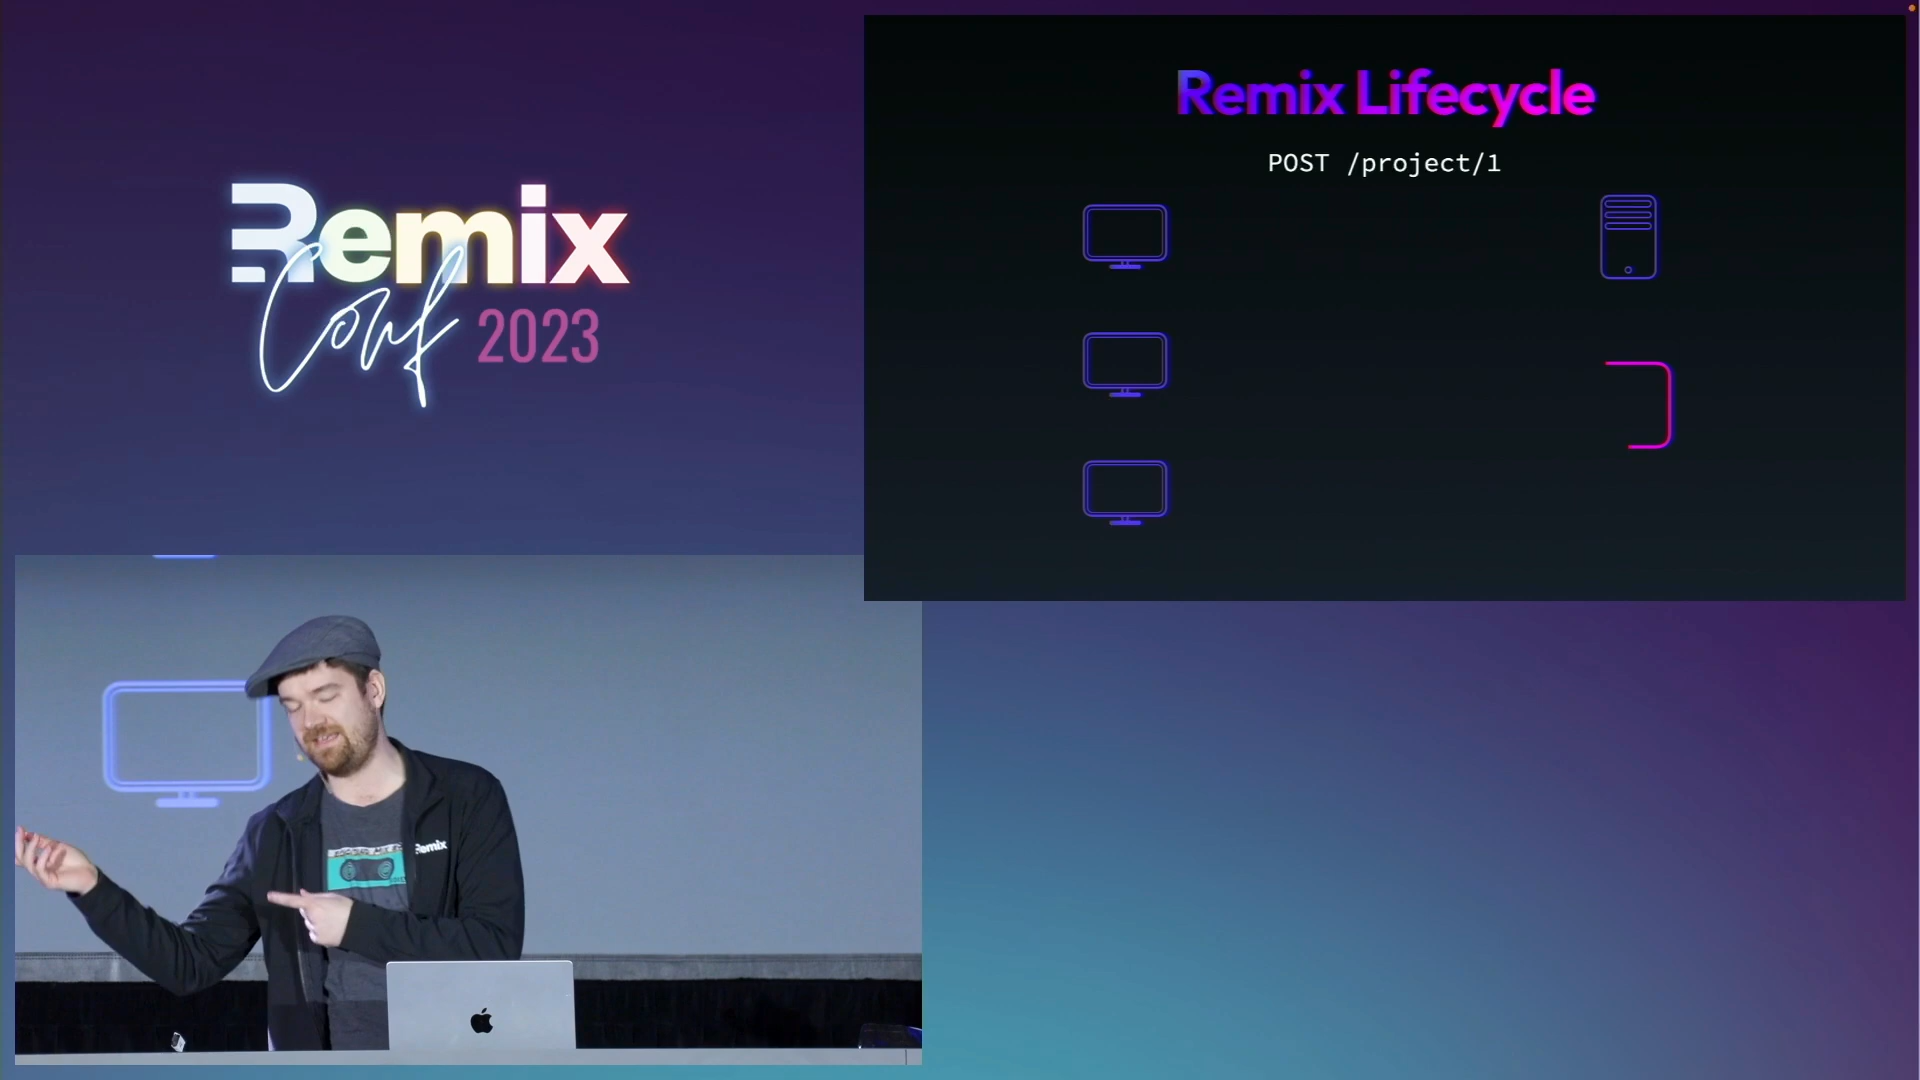 Remix
Conf 2023
Remix Lifecycle
POST /project/1
Remix